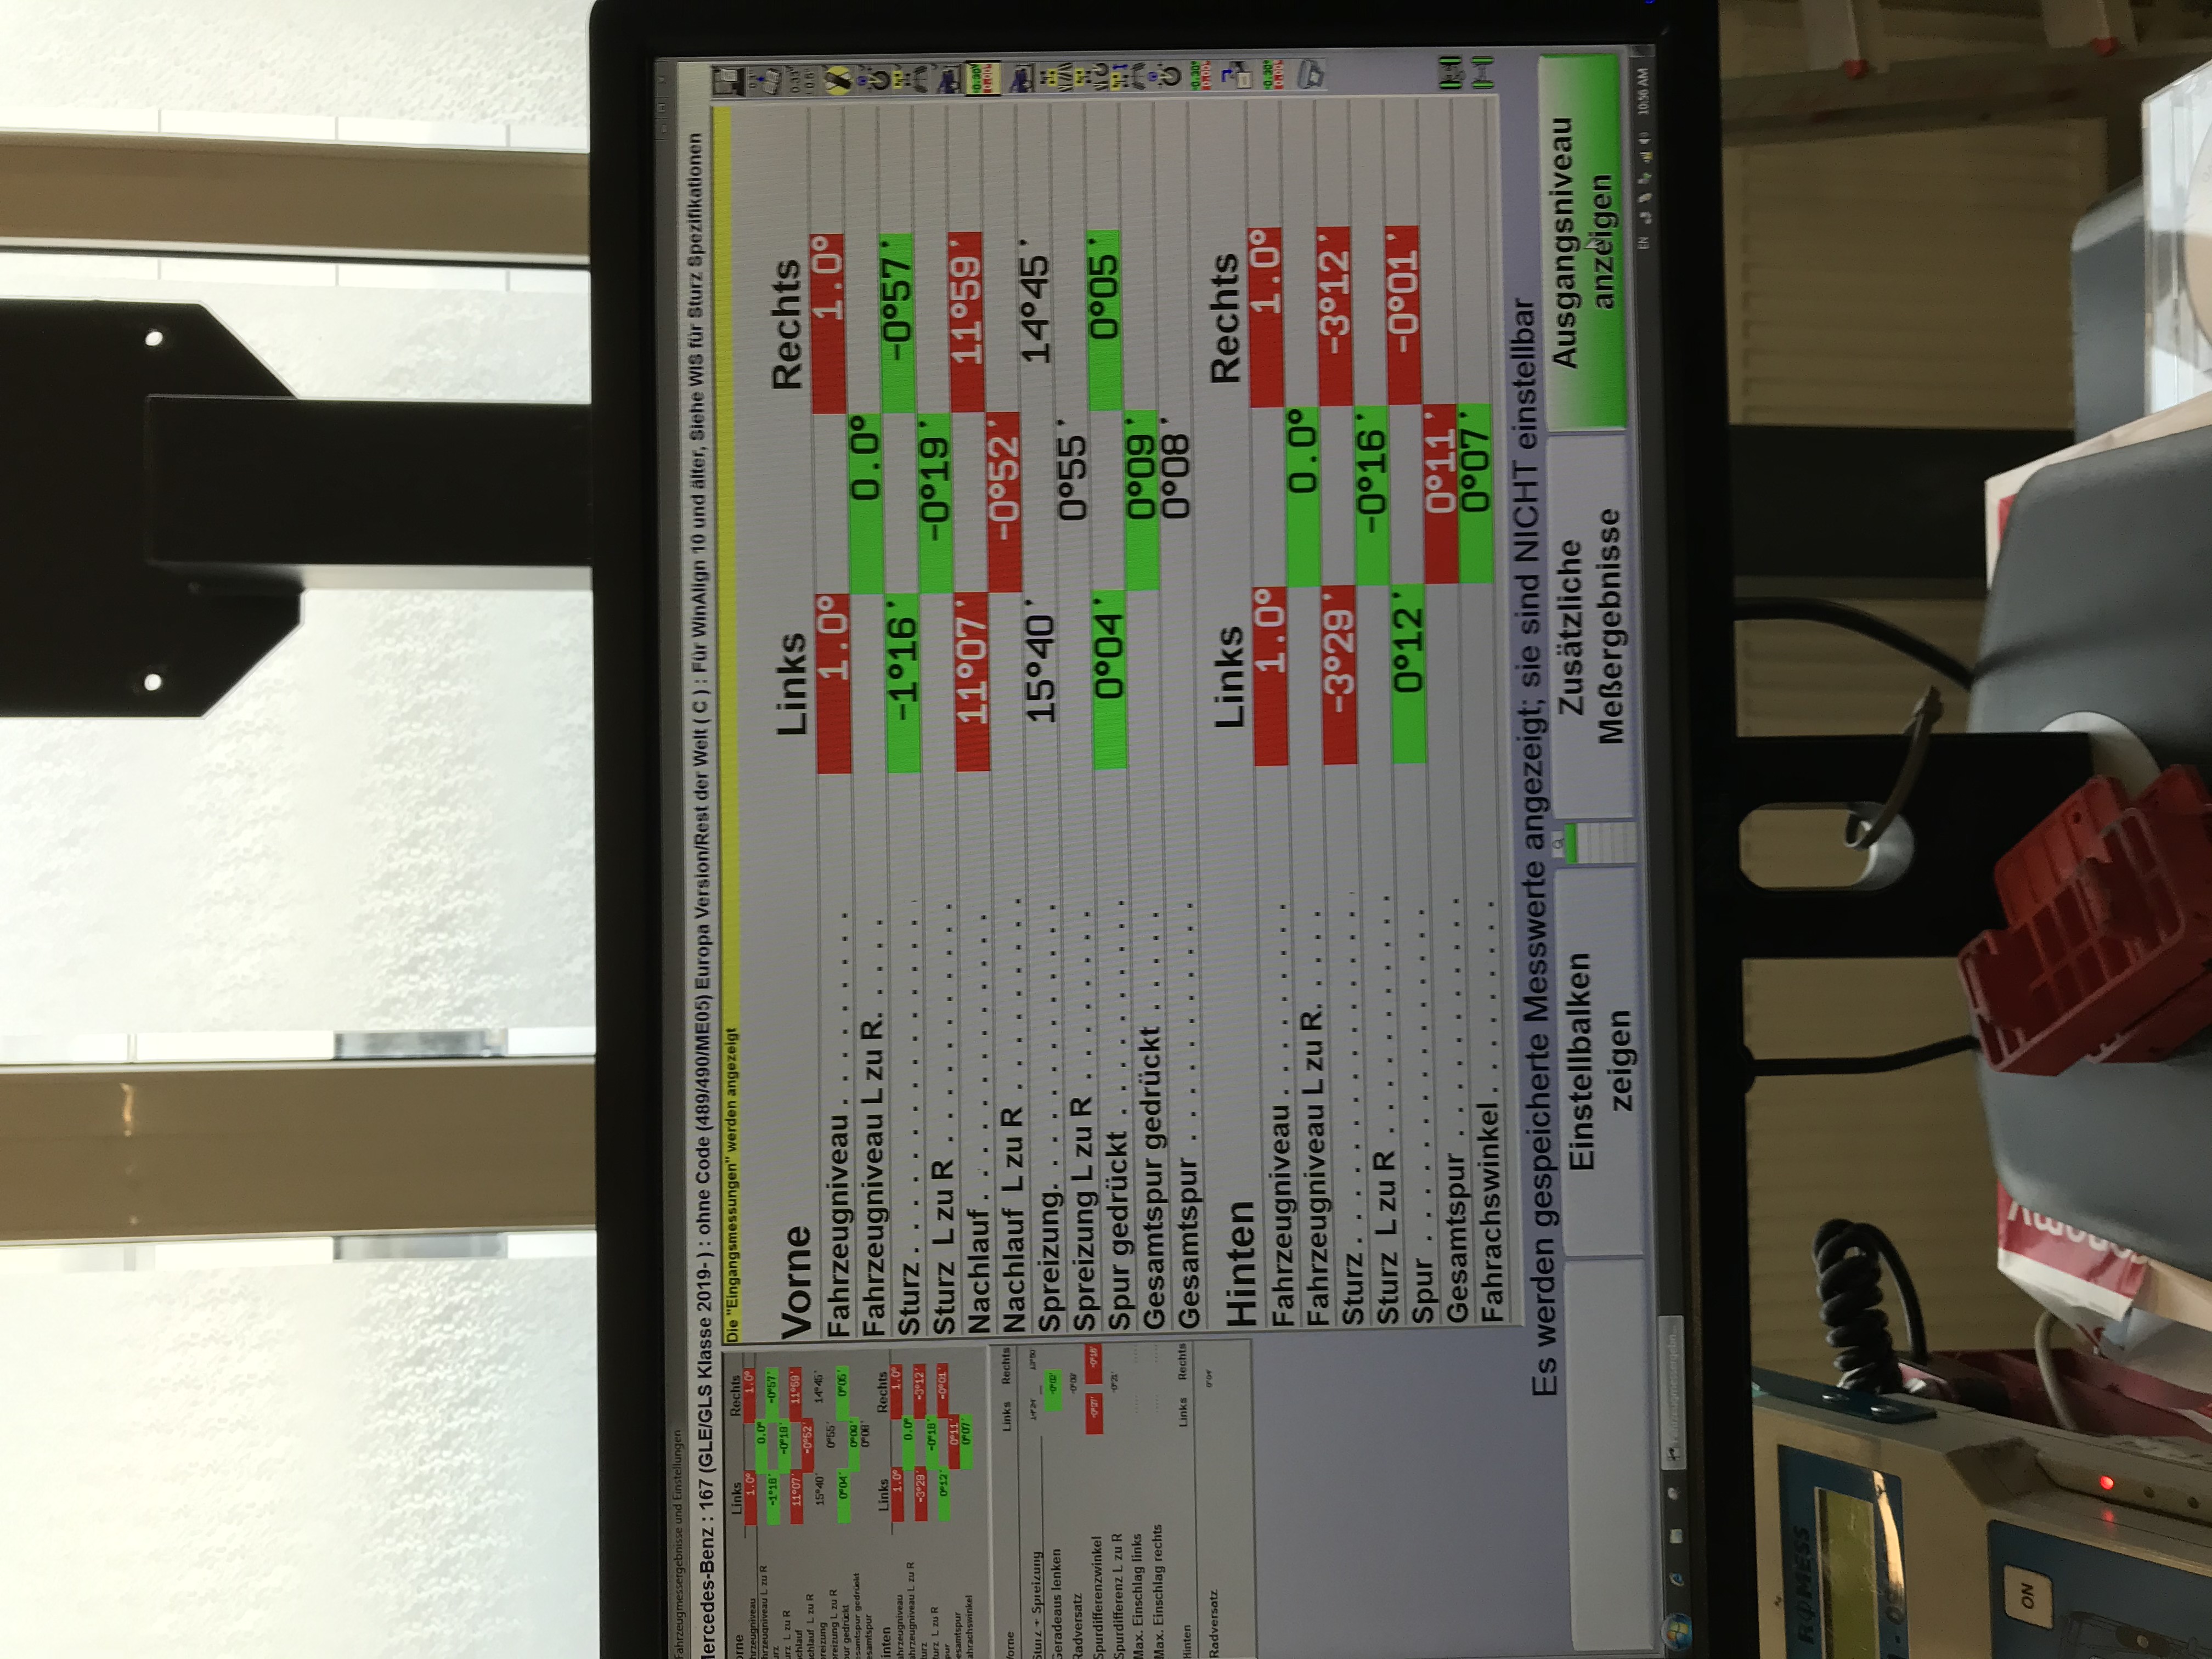 Fahrzeugmessergebnisse und Einstellungen
Mercedes-Benz : 167 (GLE/GLS Klasse 2019- ) : ohne Code (489/490/ME05) Europa Version/Rest der Welt ( C ) : Für WinAlign 10 und älter, Siehe WIS für Sturz Spezifikationen
Die "Eingangsmessungen" werden angezeigt
Vorne Links Rechts
Fahrzeugniveau 1.0° 1.0°
Fahrzeugniveau L zu R 0.0°
Sturz -1°16' -0°57'
Sturz L zu R -0°19'
Nachlauf 11°07' 11°59'
Nachlauf L zu R -0°52'
Spreizung 15°40' 14°45'
Spreizung L zu R 0°55'
Spur gedrückt 0°04' 0°05'
Gesamtspur gedrückt 0°09'
Gesamtspur 0°08'
Hinten Links Rechts
Fahrzeugniveau 1.0° 1.0°
Fahrzeugniveau L zu R 0.0°
Sturz -3°29' -3°12'
Sturz L zu R -0°16'
Spur 0°12' -0°01'
Gesamtspur 0°11'
Fahrachswinkel 0°07'
Links Rechts
Sturz + Spreizung
Geradeaus lenken
Radversatz
Spurdifferenzwinkel
Spurdifferenz L zu R
Max. Einschlag links
Max. Einschlag rechts
Hinten Links Rechts
Radversatz
Es werden gespeicherte Messwerte angezeigt; sie sind NICHT einstellbar
Einstellbalken
zeigen
Zusätzliche
Meßergebnisse
Ausgangsniveau
anzeigen
EN 10:56 AM
Fahrzeugmessergebn...
ROMESS
ON